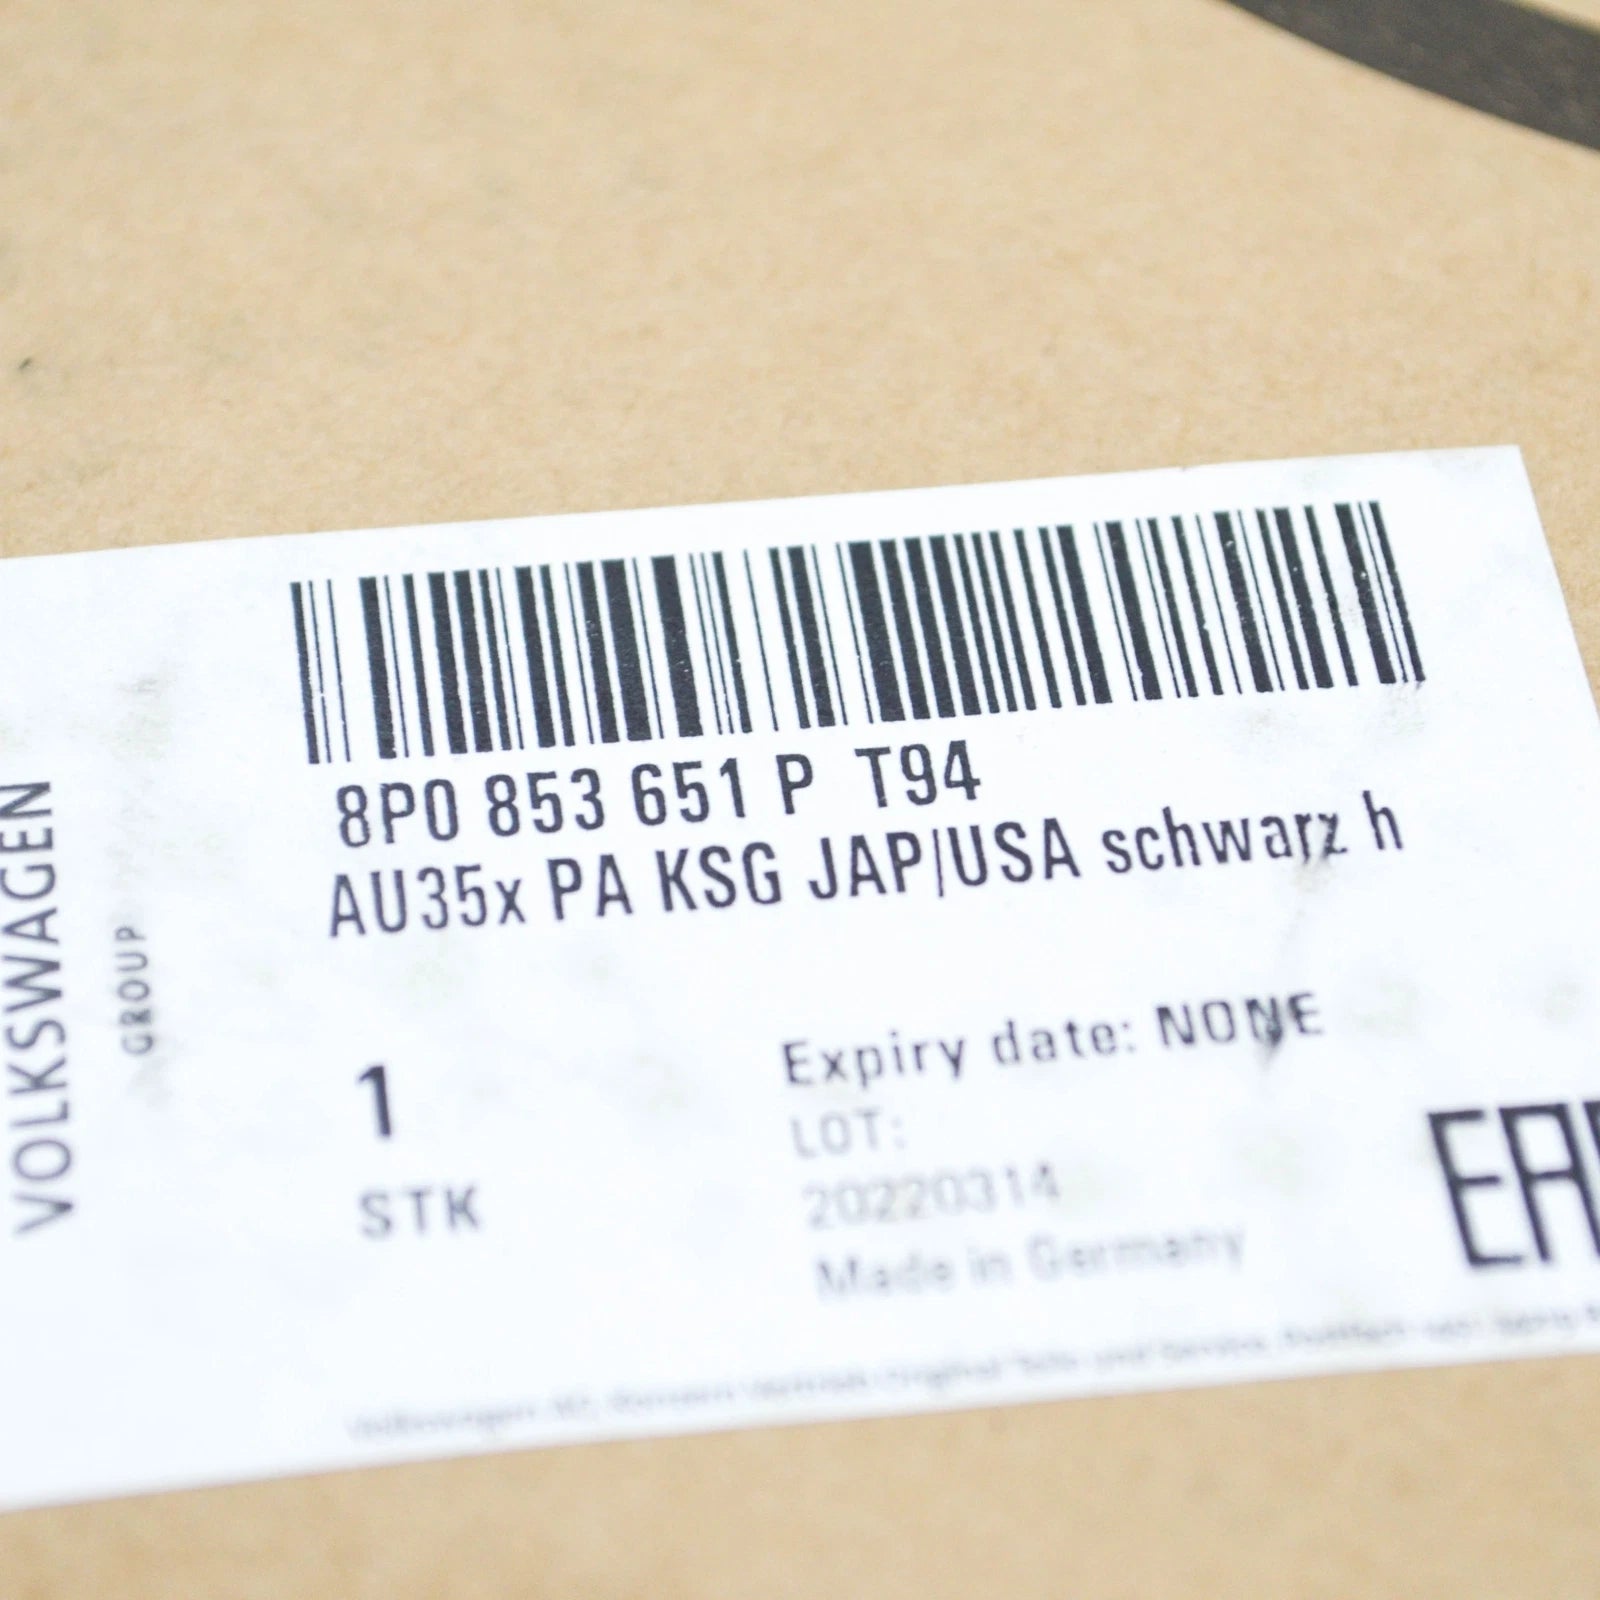 VOLKSWAGEN
GROUP
8P0 853 651 P T94
AU35x PA KSG JAP/USA schwarz h
1
STK
Expiry date: NONE
LOT:
20220314
Made in Germany
EAC